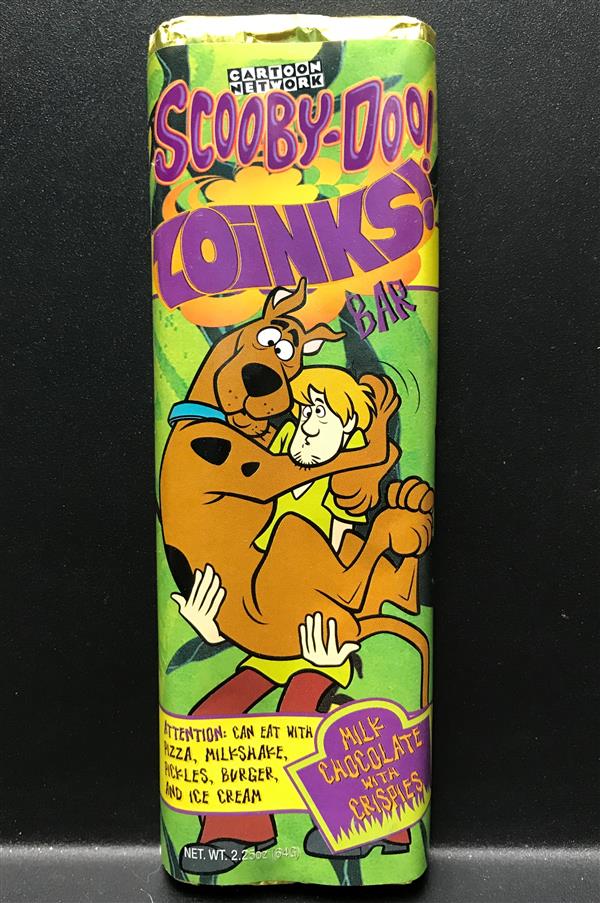 CARTOON
NETWORK
SCOOBY-DOO!
ZOINKS!
BAR
ATTENTION: CAN EAT WITH
PIZZA, MILKSHAKE,
PICKLES, BURGER,
AND ICE CREAM
MILK
CHOCOLATE
WITH
CRISPIES
NET. WT. 2.25oz (64G)